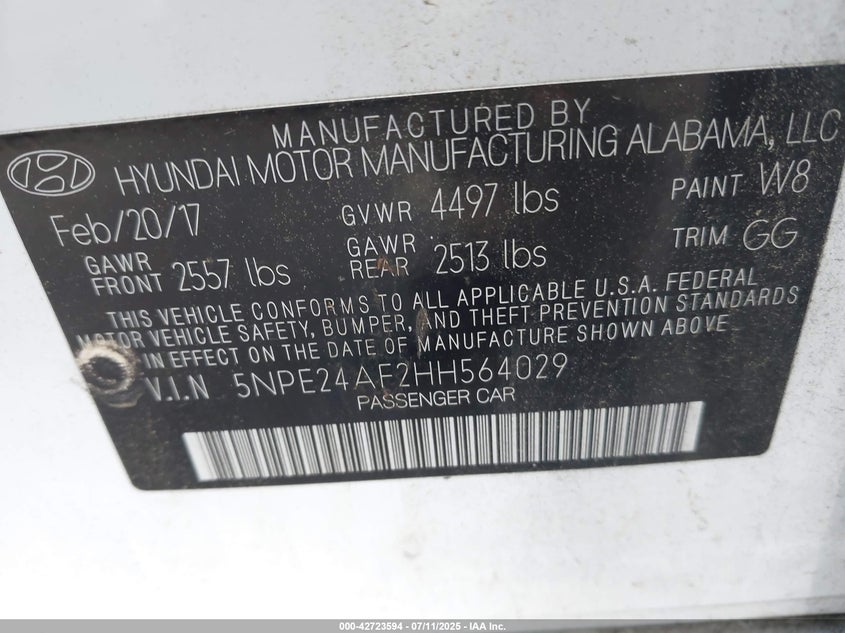 MANUFACTURED BY
HYUNDAI MOTOR MANUFACTURING ALABAMA, LLC
Feb/20/17 GVWR 4497 lbs PAINT W8
GAWR FRONT 2557 lbs GAWR REAR 2513 lbs TRIM GG
THIS VEHICLE CONFORMS TO ALL APPLICABLE U.S.A. FEDERAL
MOTOR VEHICLE SAFETY, BUMPER, AND THEFT PREVENTION STANDARDS
IN EFFECT ON THE DATE OF MANUFACTURE SHOWN ABOVE
V.I.N 5NPE24AF2HH564029
PASSENGER CAR
000-42723594 - 07/11/2025 - IAA Inc.